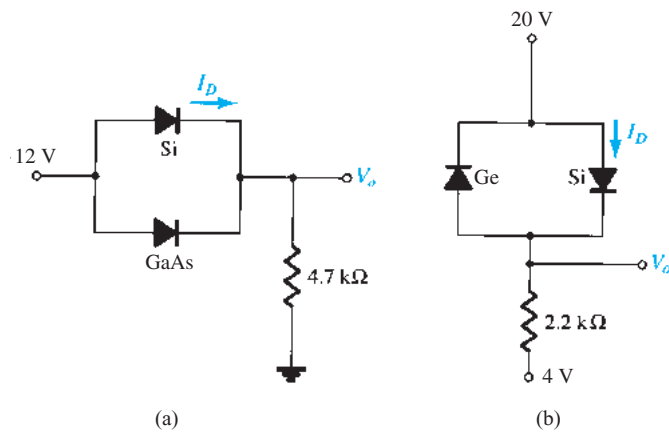 I_D
Si
12 V
V_o
GaAs
4.7 kΩ
(a)
20 V
I_D
Ge
Si
V_o
2.2 kΩ
4 V
(b)